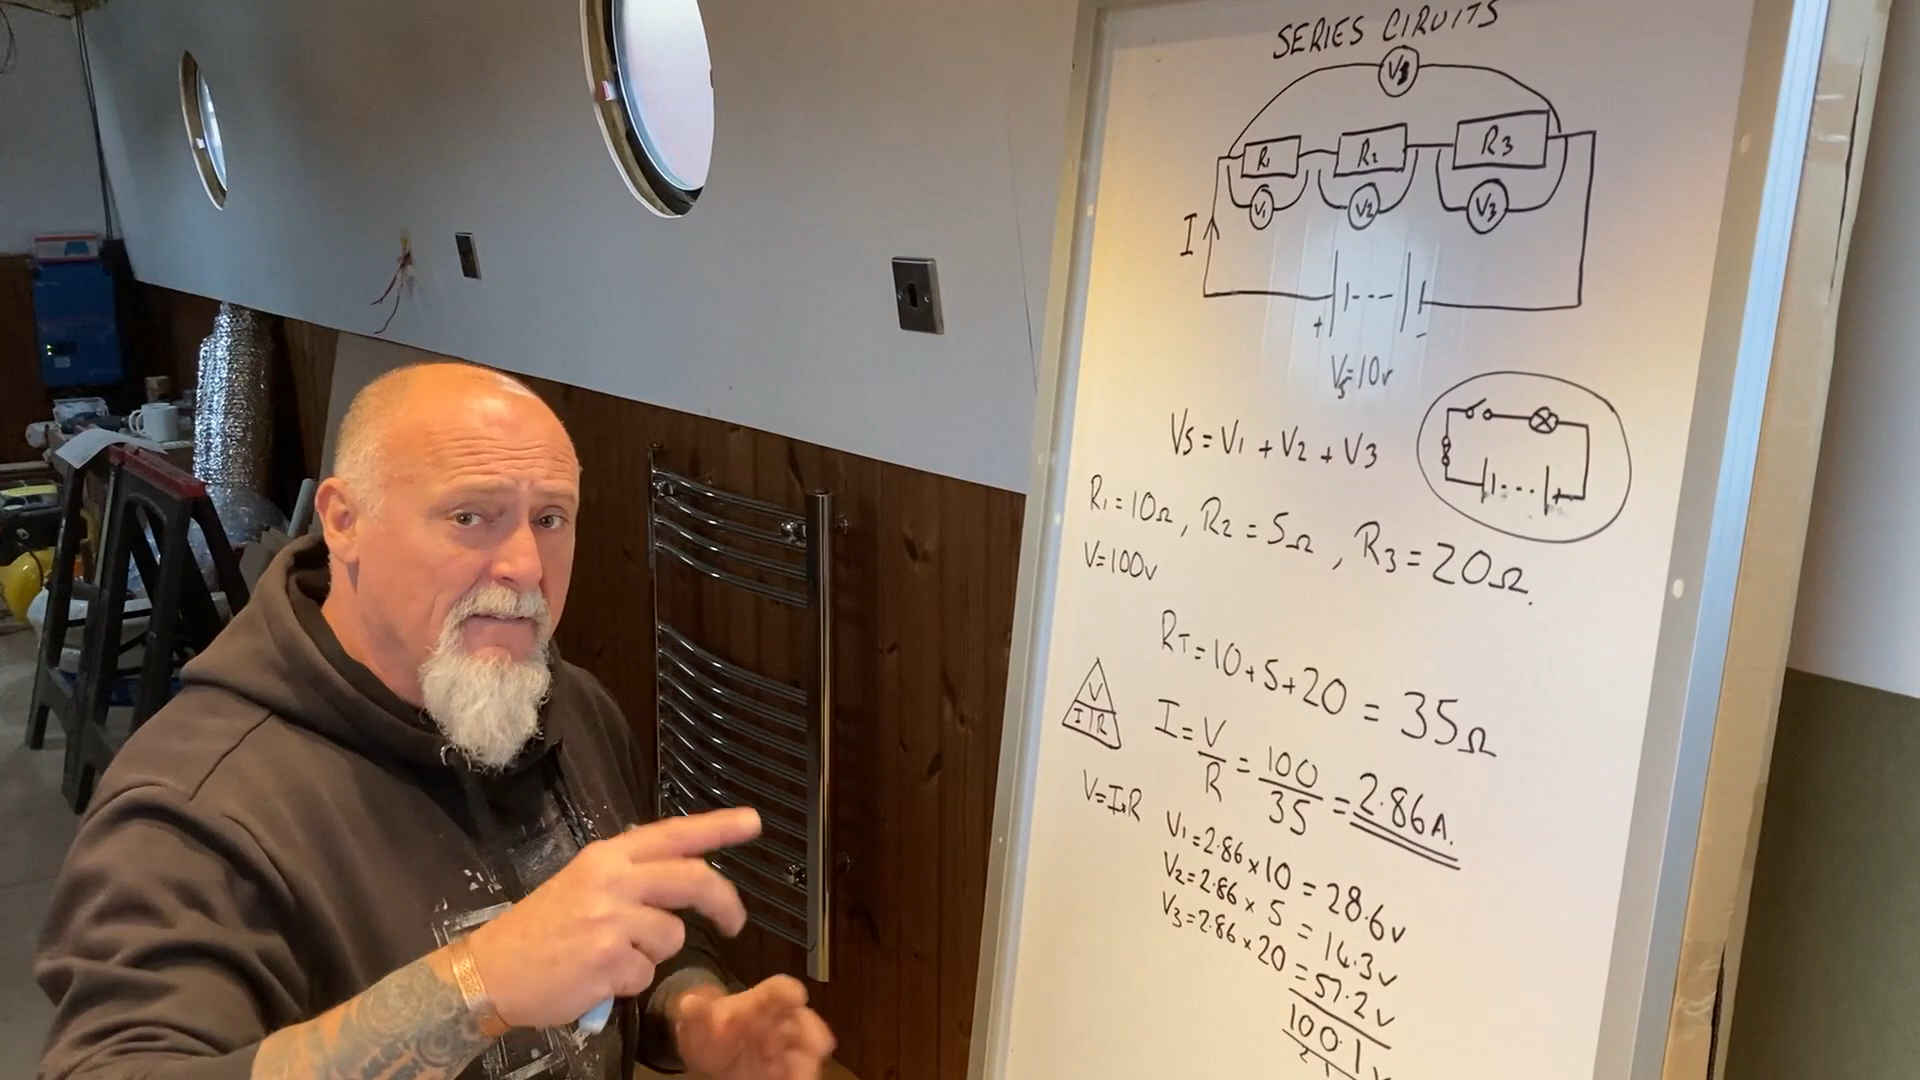 SERIES CIRUITS
Vs
R1 R2 R3
V1 V2 V3
I
+ -
Vs=10v
Vs = V1 + V2 + V3
R1 = 10Ω, R2 = 5Ω, R3 = 20Ω.
V=100v
RT = 10+5+20 = 35Ω
V
I R
I = V/R = 100/35 = 2.86A.
V=I×R
V1 = 2.86 × 10 = 28.6v
V2 = 2.86 × 5 = 14.3v
V3 = 2.86 × 20 = 57.2v
100.1v